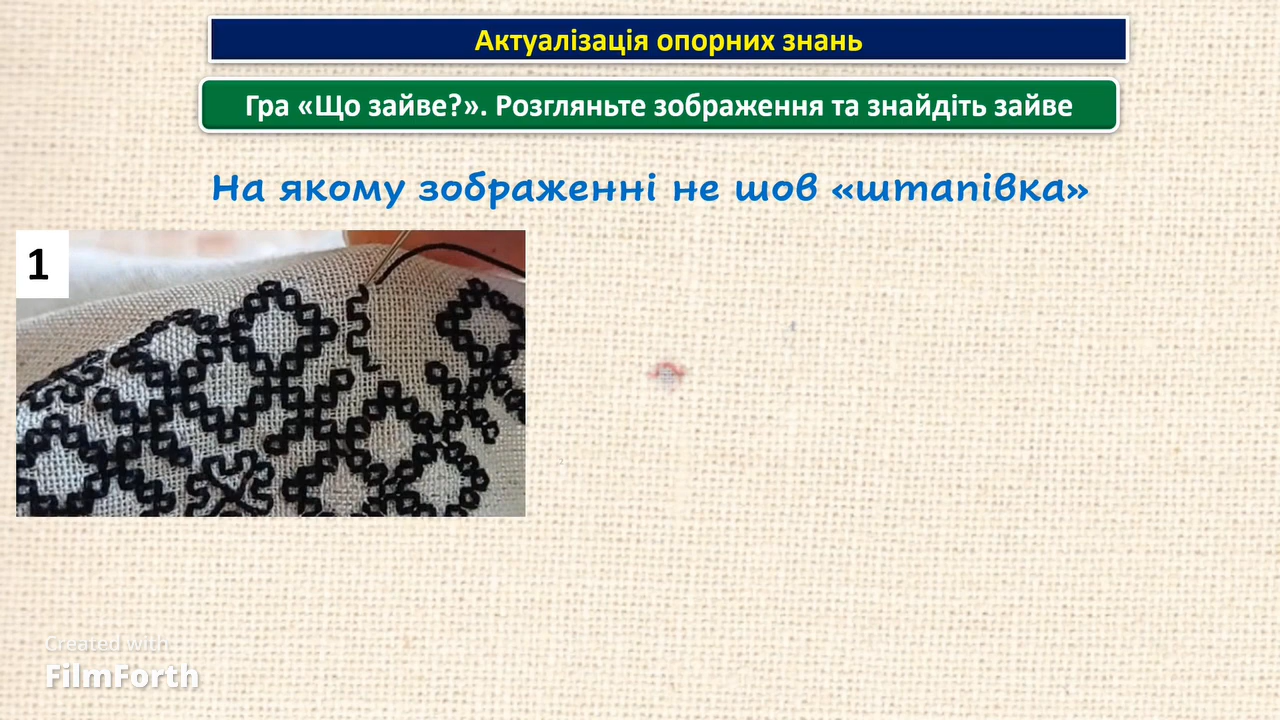 Актуалізація опорних знань
Гра «Що зайве?». Розгляньте зображення та знайдіть зайве
На якому зображенні не шов «штапівка»
1
Created with
FilmForth